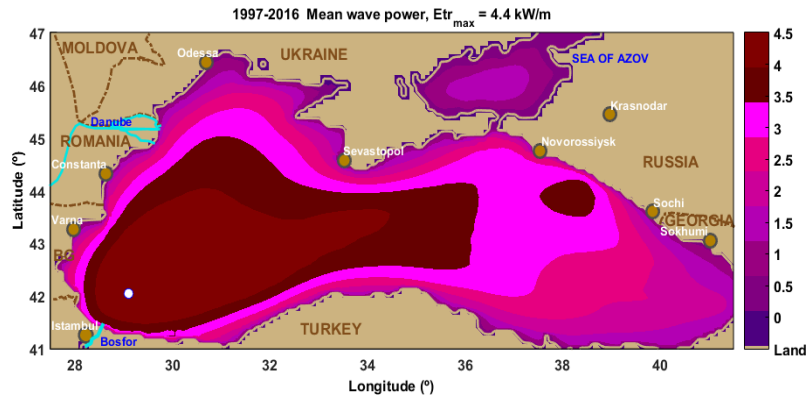 1997-2016 Mean wave power, Etr_max = 4.4 kW/m
47
46
45
44
43
42
41
Latitude (º)
28
30
32
34
36
38
40
Longitude (º)
MOLDOVA
Odessa
UKRAINE
SEA OF AZOV
Krasnodar
Danube
ROMANIA
Sevastopol
Novorossiysk
Constanta
RUSSIA
Sochi
GEORGIA
Varna
Sokhumi
Istanbul
Bosfor
TURKEY
4.5
4
3.5
3
2.5
2
1.5
1
0.5
0
Land